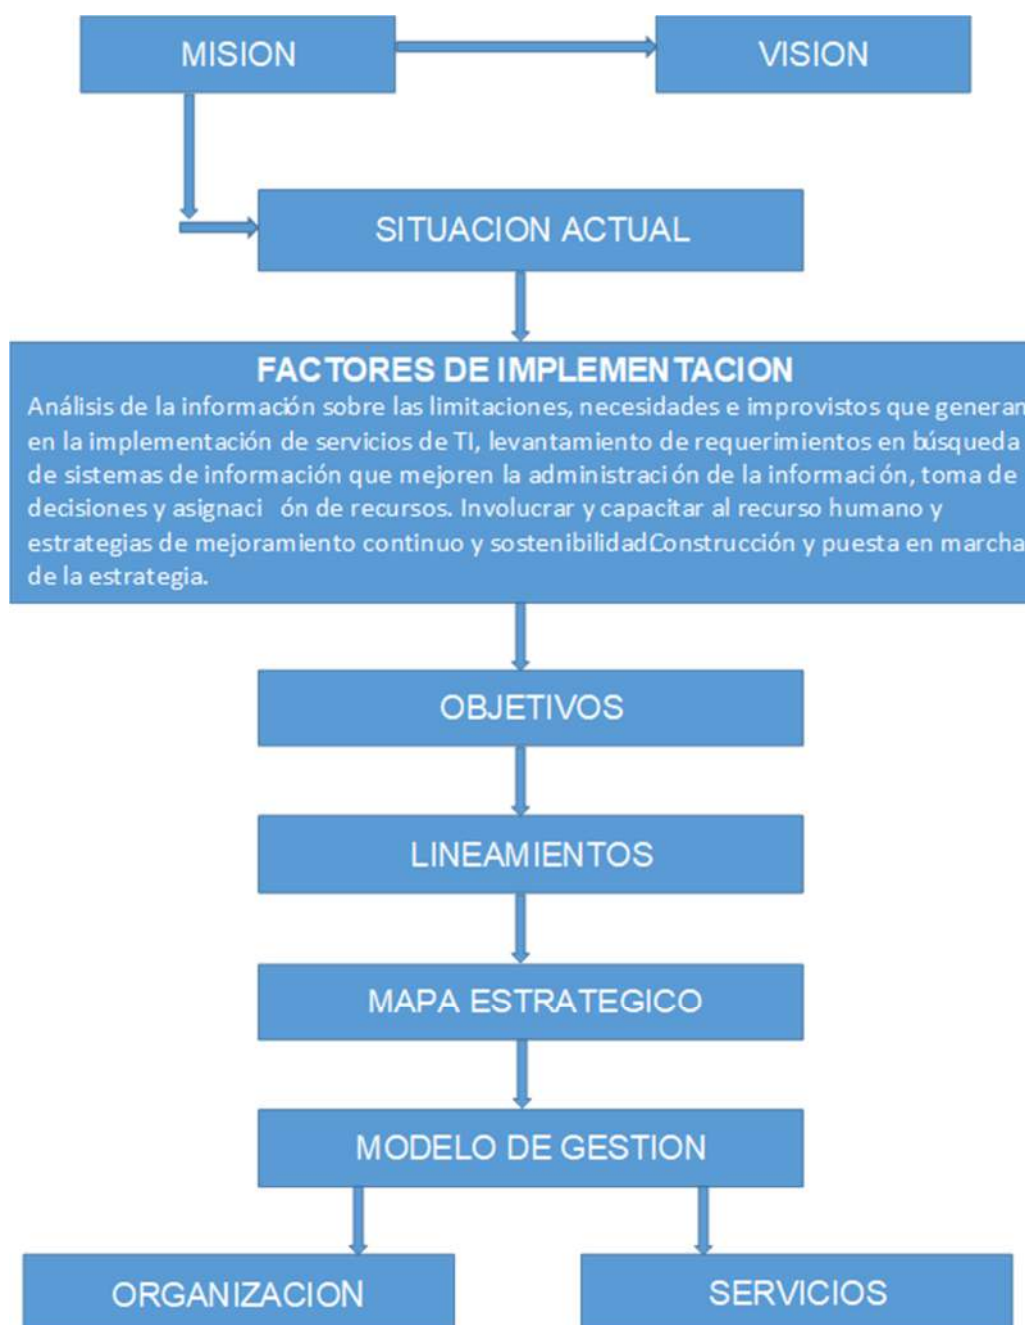 MISION
VISION
SITUACION ACTUAL
FACTORES DE IMPLEMENTACION
Análisis de la información sobre las limitaciones, necesidades e improvistos que generan
en la implementación de servicios de TI, levantamiento de requerimientos en búsqueda
de sistemas de información que mejoren la administración de la información, toma de
decisiones y asignaci ón de recursos. Involucrar y capacitar al recurso humano y
estrategias de mejoramiento continuo y sostenibilidad.Construcción y puesta en marcha
de la estrategia.
OBJETIVOS
LINEAMIENTOS
MAPA ESTRATEGICO
MODELO DE GESTION
ORGANIZACION
SERVICIOS